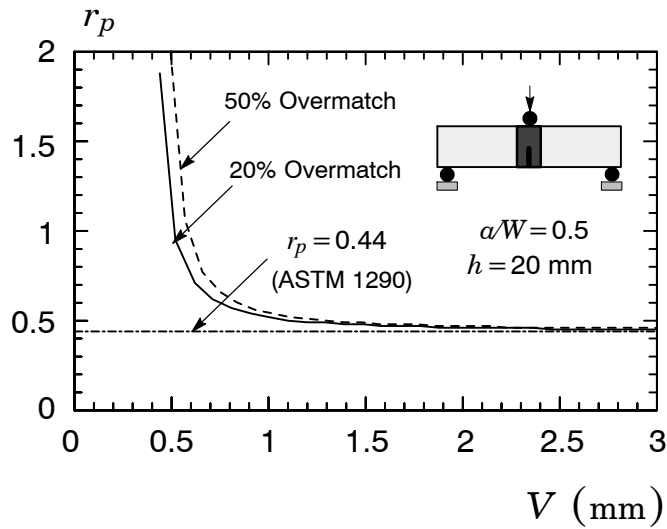 r_p
2
1.5
1
0.5
0
50% Overmatch
20% Overmatch
r_p = 0.44
(ASTM 1290)
a/W = 0.5
h = 20 mm
0 0.5 1 1.5 2 2.5 3
V (mm)